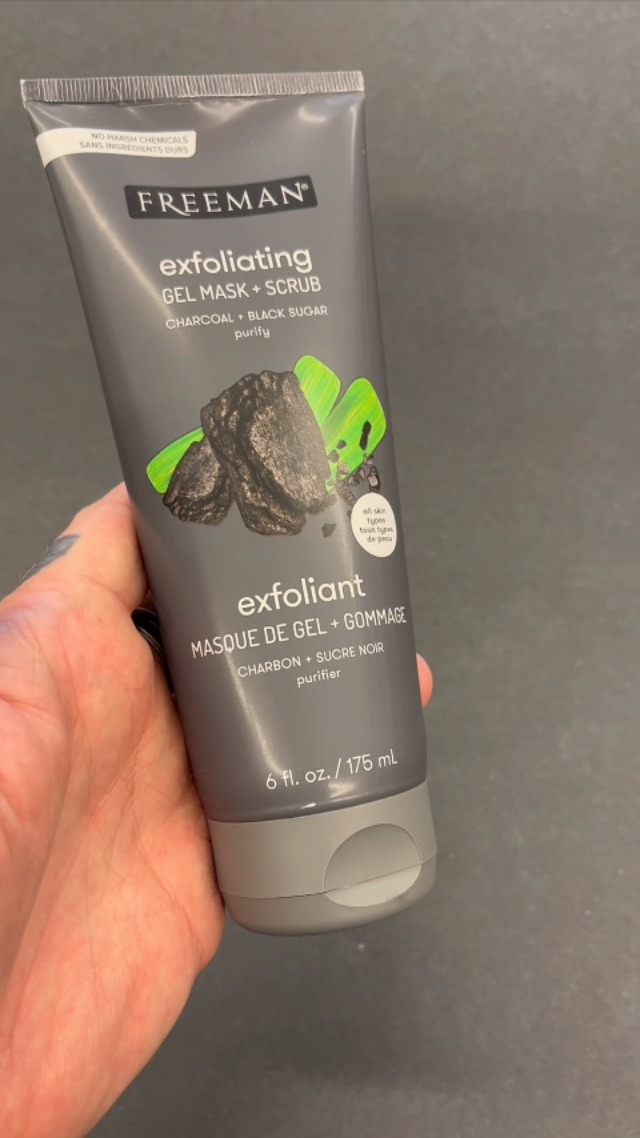 NO HARSH CHEMICALS
SANS INGRÉDIENTS DURS
FREEMAN®
exfoliating
GEL MASK + SCRUB
CHARCOAL + BLACK SUGAR
purify
all skin
types
tous types
de peau
exfoliant
MASQUE DE GEL + GOMMAGE
CHARBON + SUCRE NOIR
purifier
6 fl. oz. / 175 mL